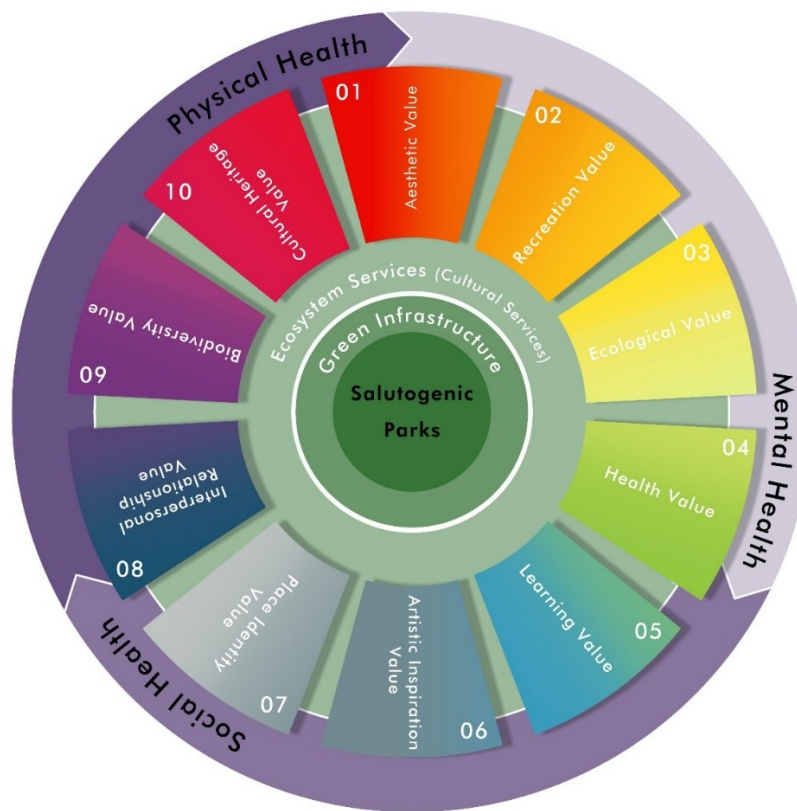 Physical Health
Mental Health
Social Health
01
Aesthetic Value
02
Recreation Value
03
Ecological Value
04
Health Value
05
Learning Value
06
Artistic Inspiration
Value
07
Place Identity
Value
08
Interpersonal
Relationship
Value
09
Biodiversity Value
10
Cultural Heritage
Value
Ecosystem Services (Cultural Services)
Green Infrastructure
Salutogenic
Parks